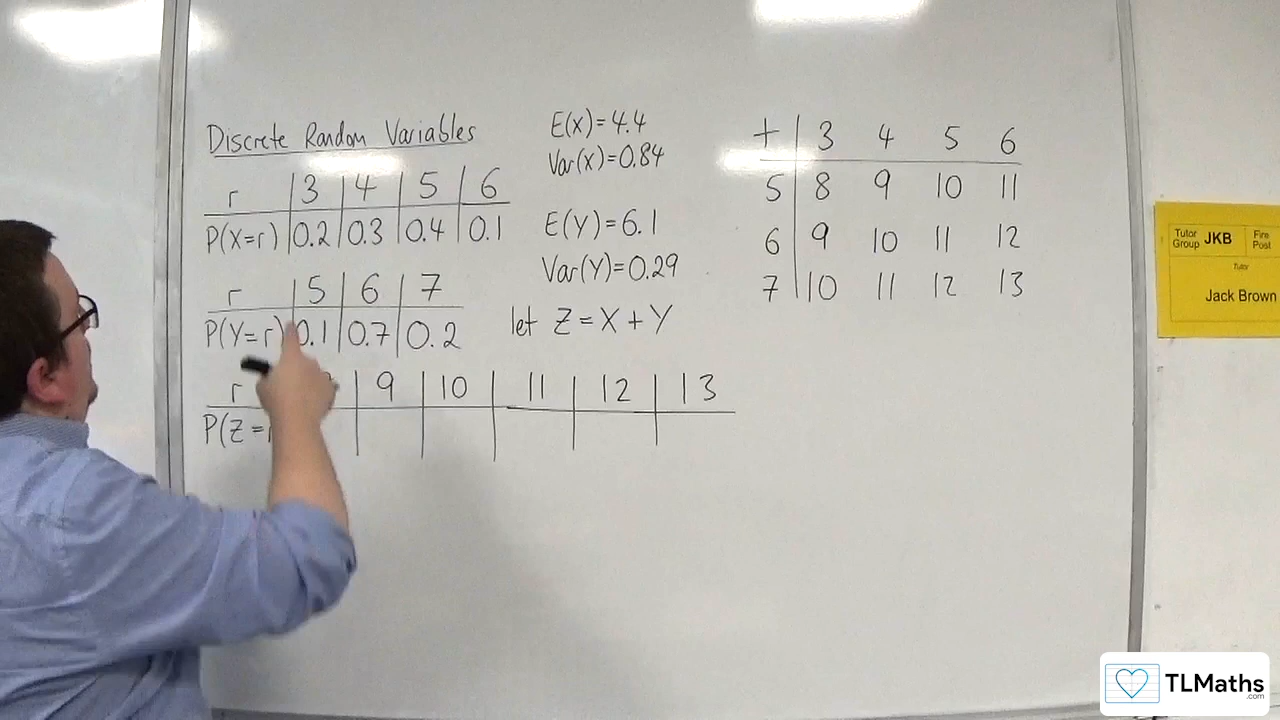 Discrete Random Variables
r 3 4 5 6
P(X=r) 0.2 0.3 0.4 0.1
r 5 6 7
P(Y=r) 0.1 0.7 0.2
r 9 10 11 12 13
P(Z=
E(X)=4.4
Var(X)=0.84
E(Y)=6.1
Var(Y)=0.29
let Z=X+Y
+ 3 4 5 6
5 8 9 10 11
6 9 10 11 12
7 10 11 12 13
Tutor Group JKB Fire Post
Tutor
Jack Brown
TLMaths
.com